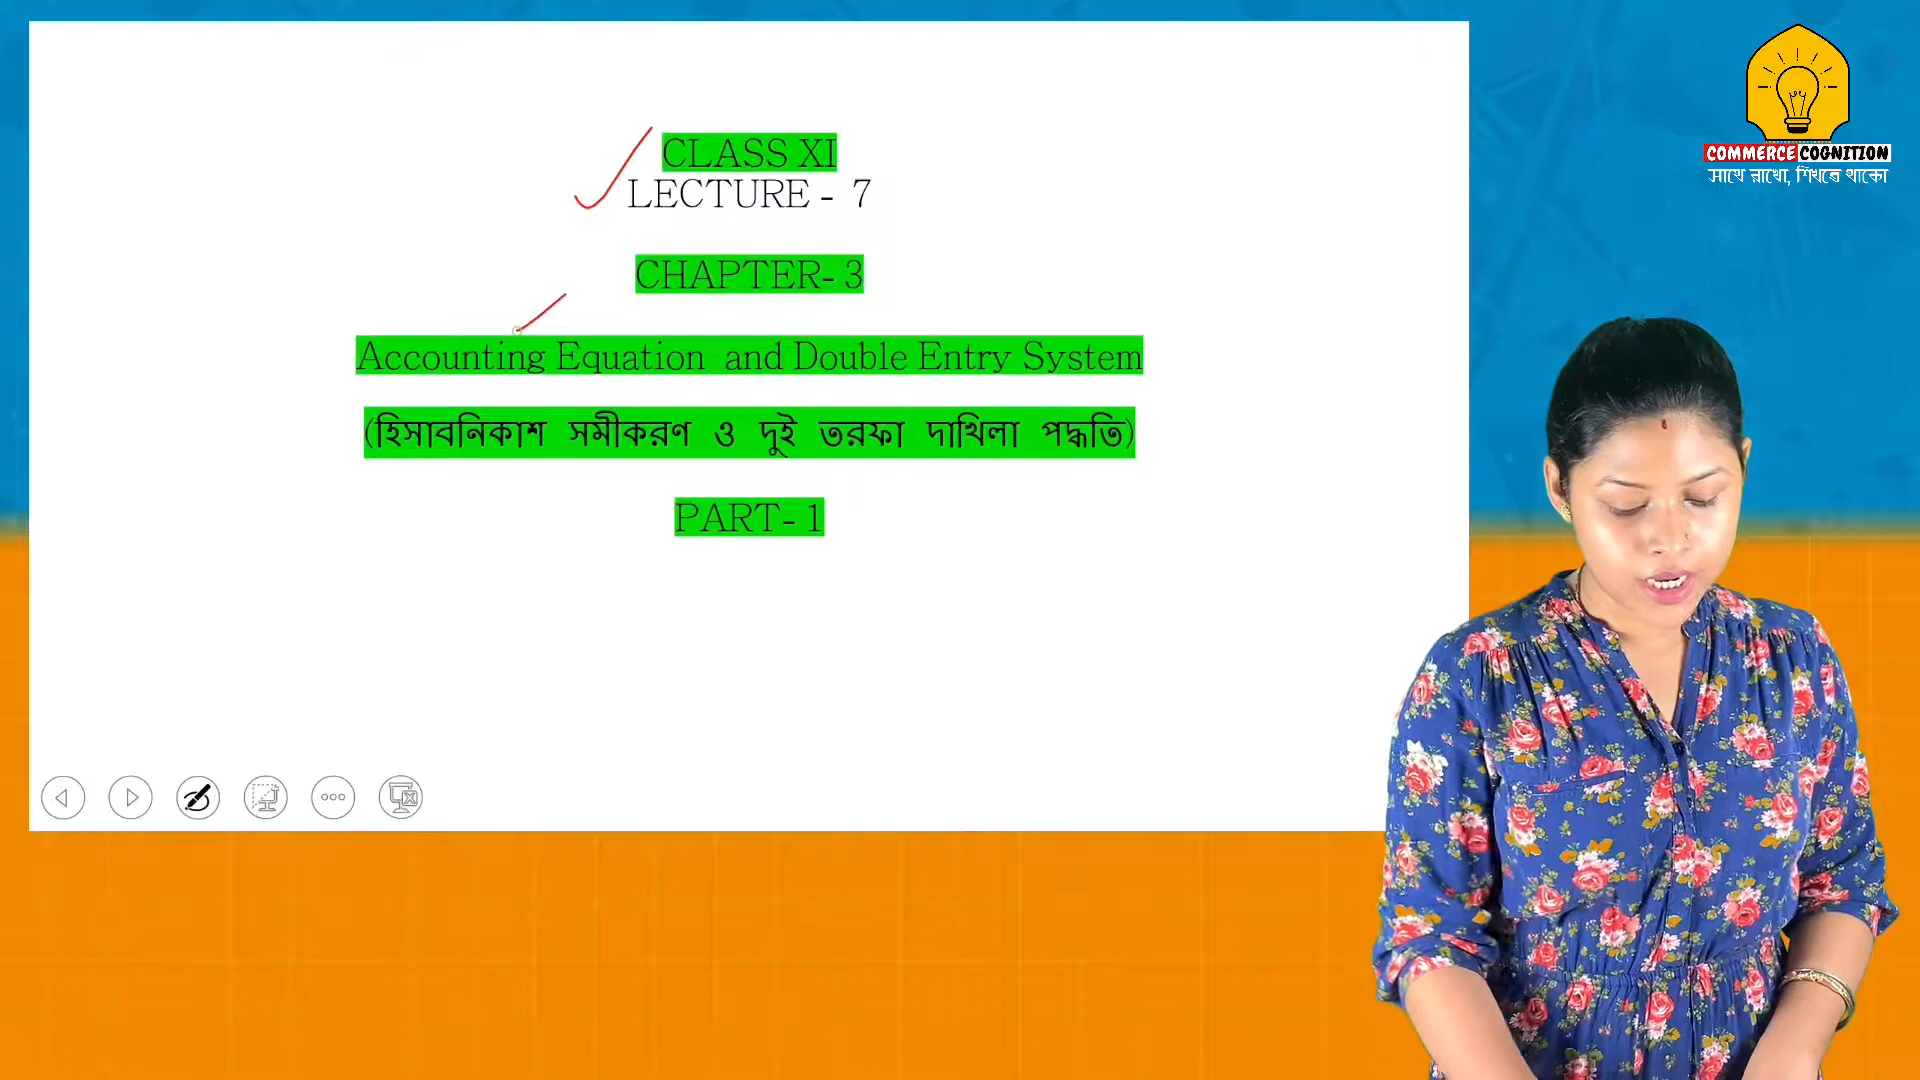 CLASS XI
LECTURE - 7
CHAPTER- 3
Accounting Equation and Double Entry System
(হিসাবনিকাশ সমীকরণ ও দুই তরফা দাখিলা পদ্ধতি)
PART- 1
COMMERCE COGNITION
সাথে রাখো, শিখতে থাকো